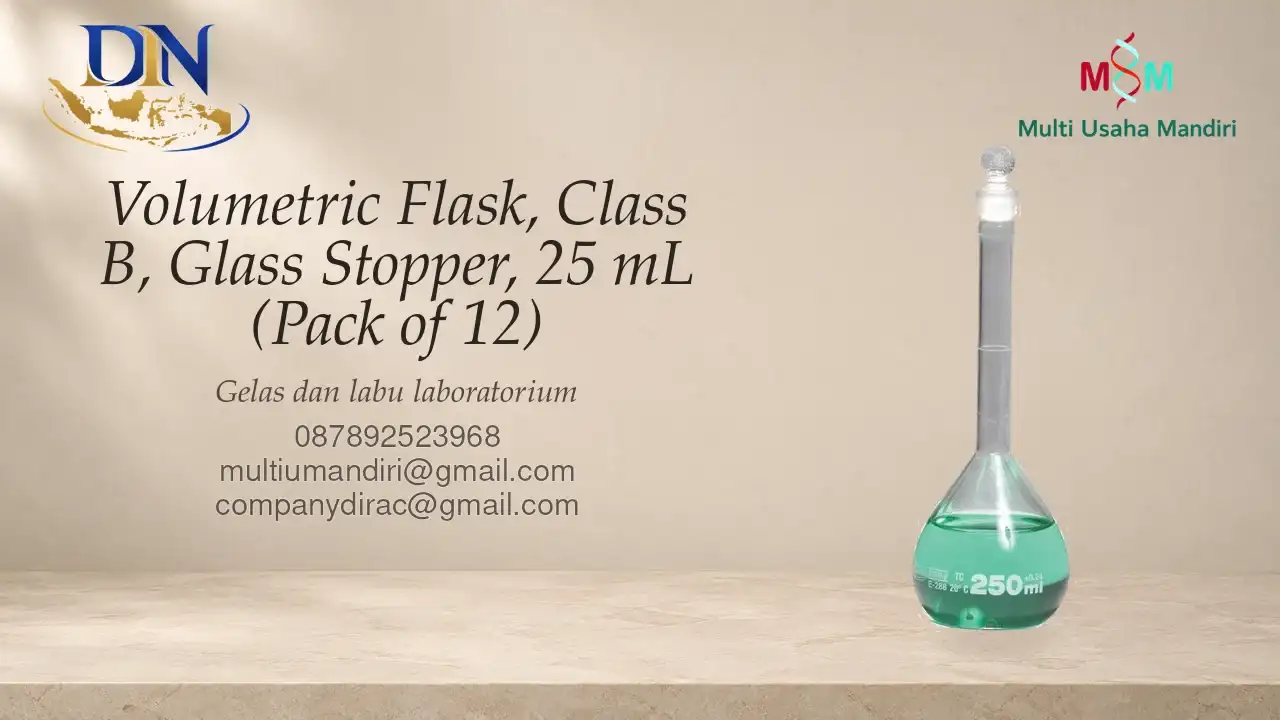 DN
M M
Multi Usaha Mandiri
Volumetric Flask, Class
B, Glass Stopper, 25 mL
(Pack of 12)
Gelas dan labu laboratorium
087892523968
multiumandiri@gmail.com
companydirac@gmail.com
TC
E-288 20°C 250ml